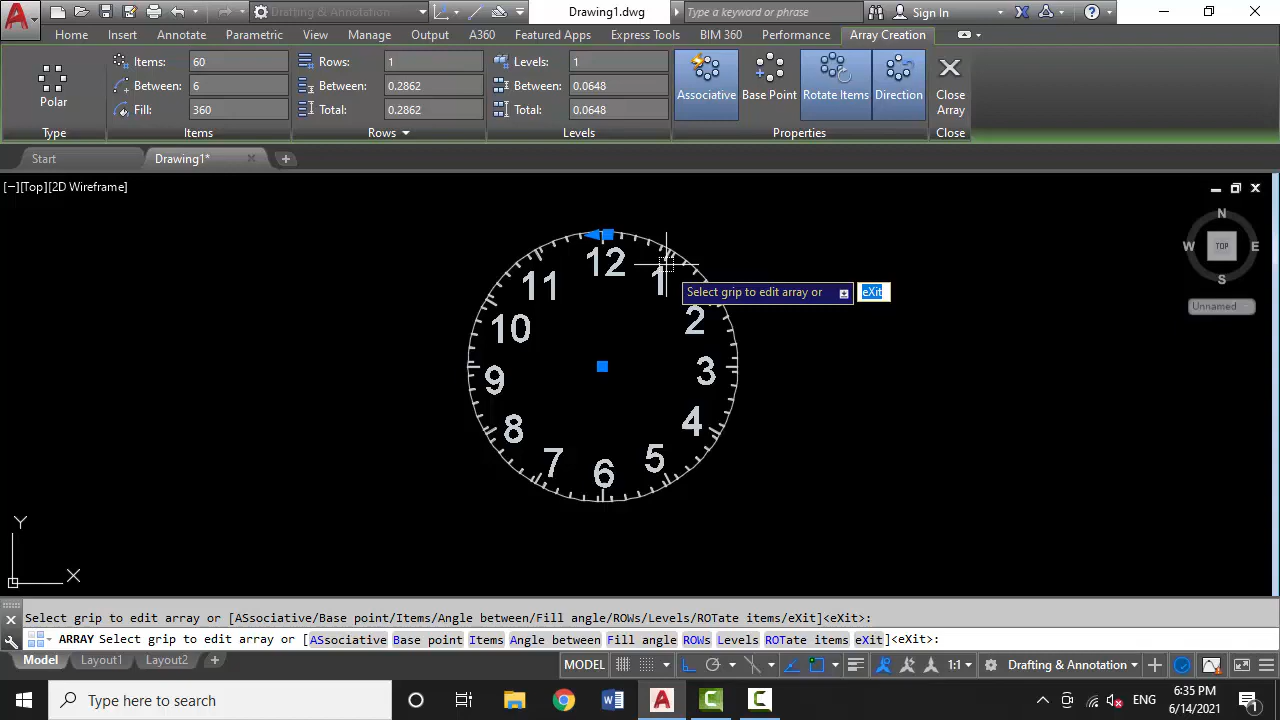 Drafting & Annotation
Drawing1.dwg
Type a keyword or phrase
Sign In
Home Insert Annotate Parametric View Manage Output A360 Featured Apps Express Tools BIM 360 Performance Array Creation
Polar
Type
Items: 60
Between: 6
Fill: 360
Items
Rows: 1
Between: 0.2862
Total: 0.2862
Rows
Levels: 1
Between: 0.0648
Total: 0.0648
Levels
Associative Base Point Rotate Items Direction
Properties
Close Array
Close
Start Drawing1*
[−][Top][2D Wireframe]
N
W TOP E
S
Unnamed
12
11 1
10 2
9 3
8 4
7 5
6
Select grip to edit array or eXit
Y
X
Select grip to edit array or [ASsociative/Base point/Items/Angle between/Fill angle/ROWs/Levels/ROTate items/eXit]<eXit>:
ARRAY Select grip to edit array or [ASsociative Base point Items Angle between Fill angle ROWs Levels ROTate items eXit]<eXit>:
Model Layout1 Layout2
MODEL 1:1 Drafting & Annotation
Type here to search
ENG
6:35 PM
6/14/2021
1